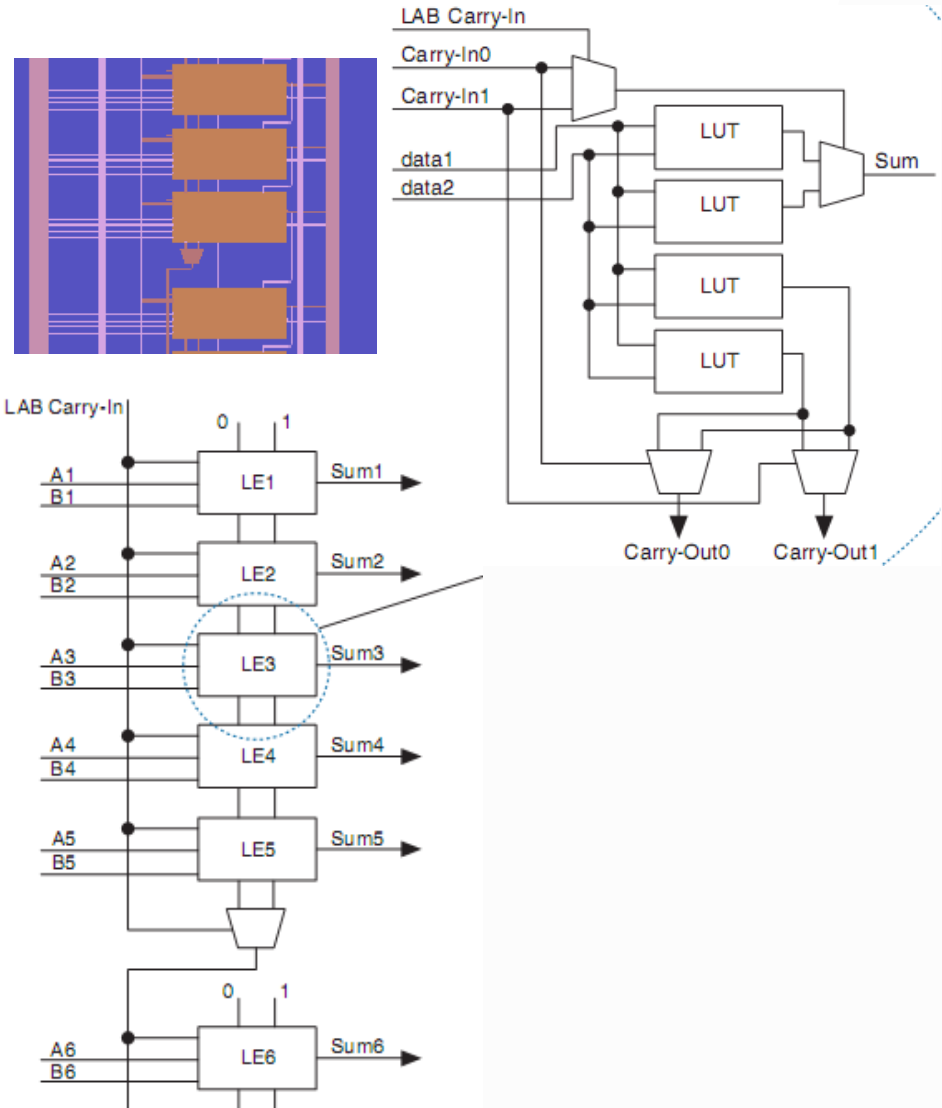 LAB Carry-In
Carry-In0
Carry-In1
data1
data2
LUT
LUT
LUT
LUT
Sum
Carry-Out0 Carry-Out1
LAB Carry-In
0 1
A1
B1
LE1
Sum1
A2
B2
LE2
Sum2
A3
B3
LE3
Sum3
A4
B4
LE4
Sum4
A5
B5
LE5
Sum5
0 1
A6
B6
LE6
Sum6